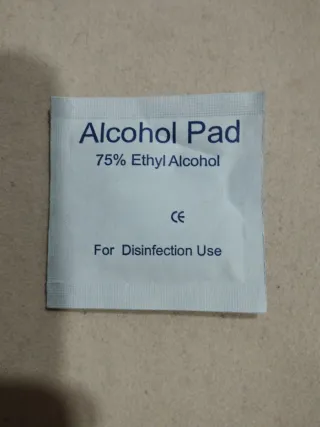 Alcohol Pad
75% Ethyl Alcohol
CE
For Disinfection Use